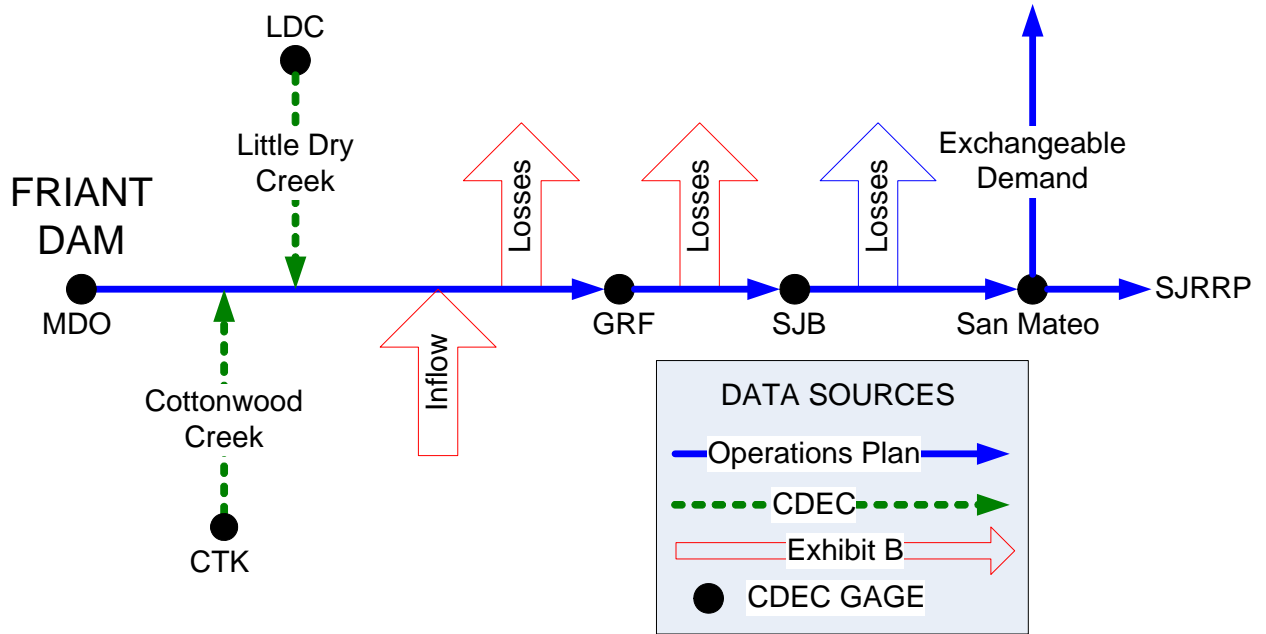 LDC
Little Dry
Creek
FRIANT
DAM
MDO
Cottonwood
Creek
CTK
Inflow
Losses
GRF
Losses
SJB
Losses
Exchangeable
Demand
San Mateo
SJRRP
DATA SOURCES
Operations Plan
CDEC
Exhibit B
CDEC GAGE